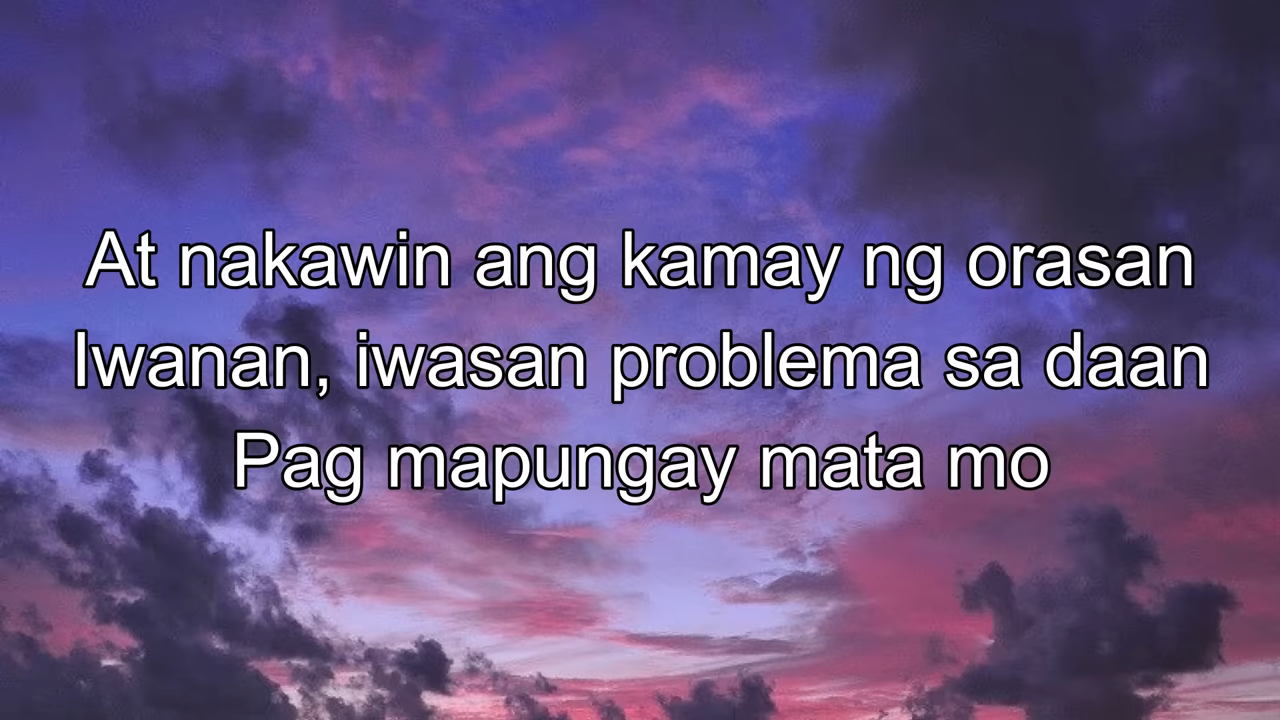 At nakawin ang kamay ng orasan
Iwanan, iwasan problema sa daan
Pag mapungay mata mo